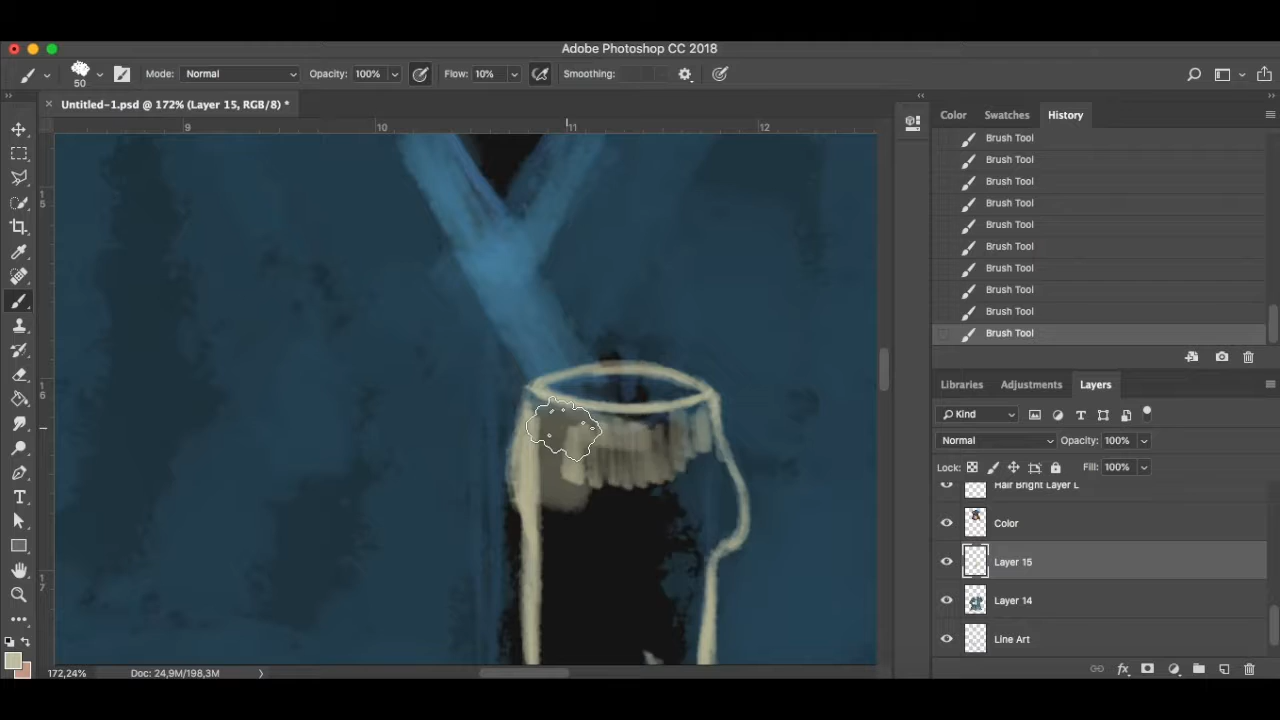 Adobe Photoshop CC 2018
50
Mode: Normal Opacity: 100% Flow: 10% Smoothing:
Untitled-1.psd @ 172% (Layer 15, RGB/8) *
Color Swatches History
9 10 11 12
Brush Tool
Brush Tool
Brush Tool
Brush Tool
Brush Tool
Brush Tool
Brush Tool
Brush Tool
Brush Tool
Brush Tool
15
16
17
Libraries Adjustments Layers
Kind
Normal Opacity: 100%
Lock: Fill: 100%
Hair Bright Layer L
Color
Layer 15
Layer 14
Line Art
172,24% Doc: 24,9M/198,3M